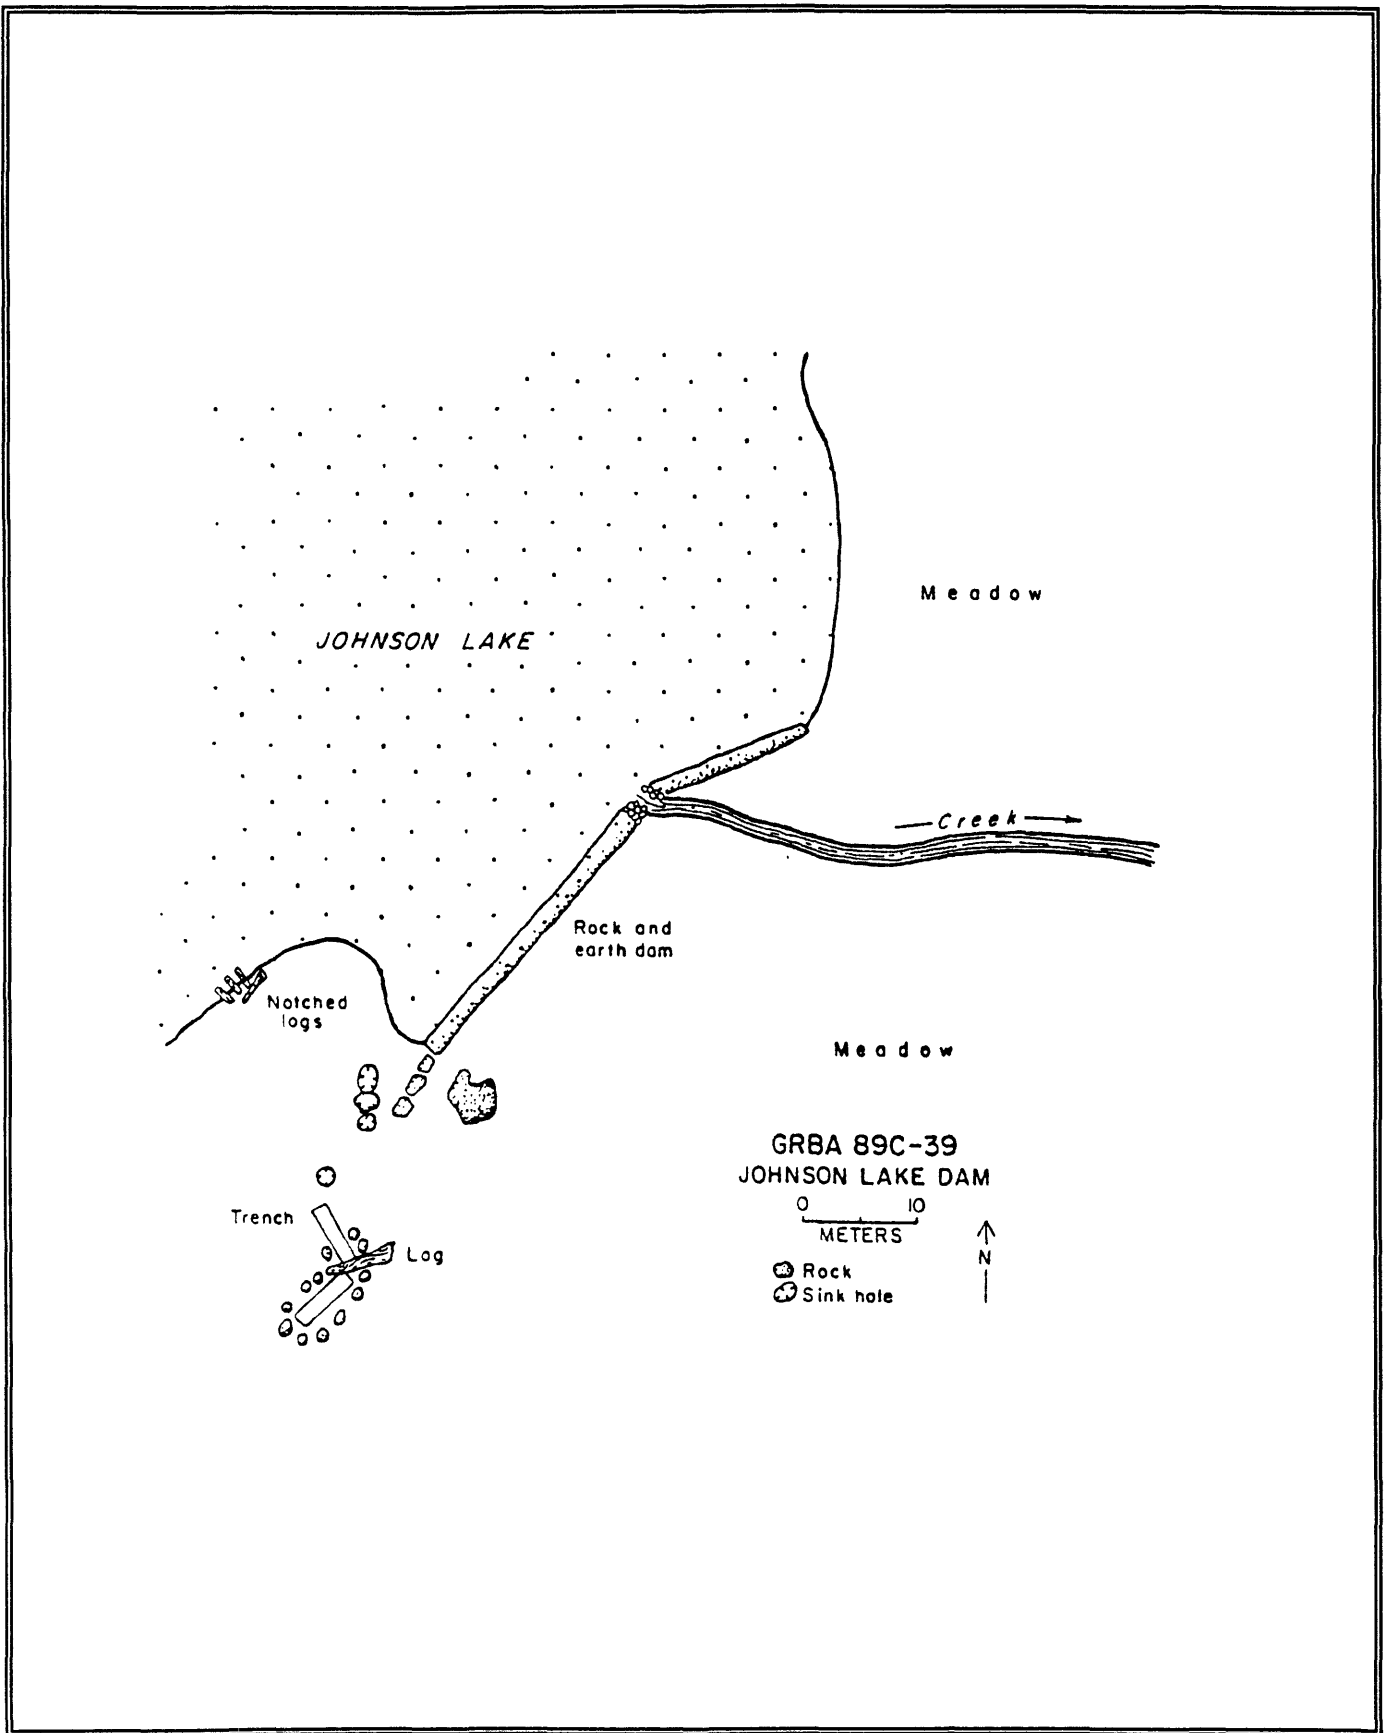 Meadow
JOHNSON LAKE
Creek
Rock and
earth dam
Notched
logs
Meadow
GRBA 89C-39
JOHNSON LAKE DAM
0 10
METERS
N
Rock
Sink hole
Trench
Log